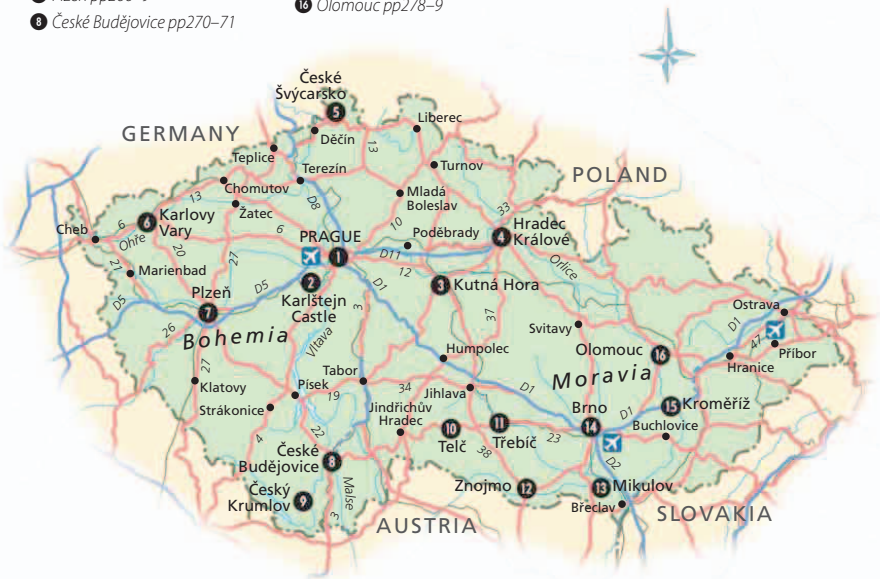 8 České Budějovice pp270–71
16 Olomouc pp278–9
České
Švýcarsko
5
GERMANY
Děčín
Liberec
13
Teplice
Terezín
Turnov
POLAND
Chomutov
13
Žatec
D8
Mladá
Boleslav
33
6
Karlovy
Vary
Cheb
6
Ohře
20
27
6
PRAGUE
1
10
Poděbrady
4
Hradec
Králové
D11
12
Orlice
21
Marienbad
D5
Plzeň
7
D5
2
Karlštejn
Castle
D1
3
Kutná Hora
37
3
26
Bohemia
Vltava
Svitavy
Ostrava
D1
47
Příbor
Hranice
Olomouc
16
Humpolec
Moravia
27
Klatovy
Tabor
Písek
19
34
Jihlava
D1
Strákonice
Jindřichův
Hradec
15
Kroměříž
Brno
14
D1
Buchlovice
10
Telč
11
Třebíč
23
4
22
České
Budějovice
8
38
D2
Český
Krumlov
9
Malse
3
Znojmo
12
13
Mikulov
Břeclav
AUSTRIA
SLOVAKIA